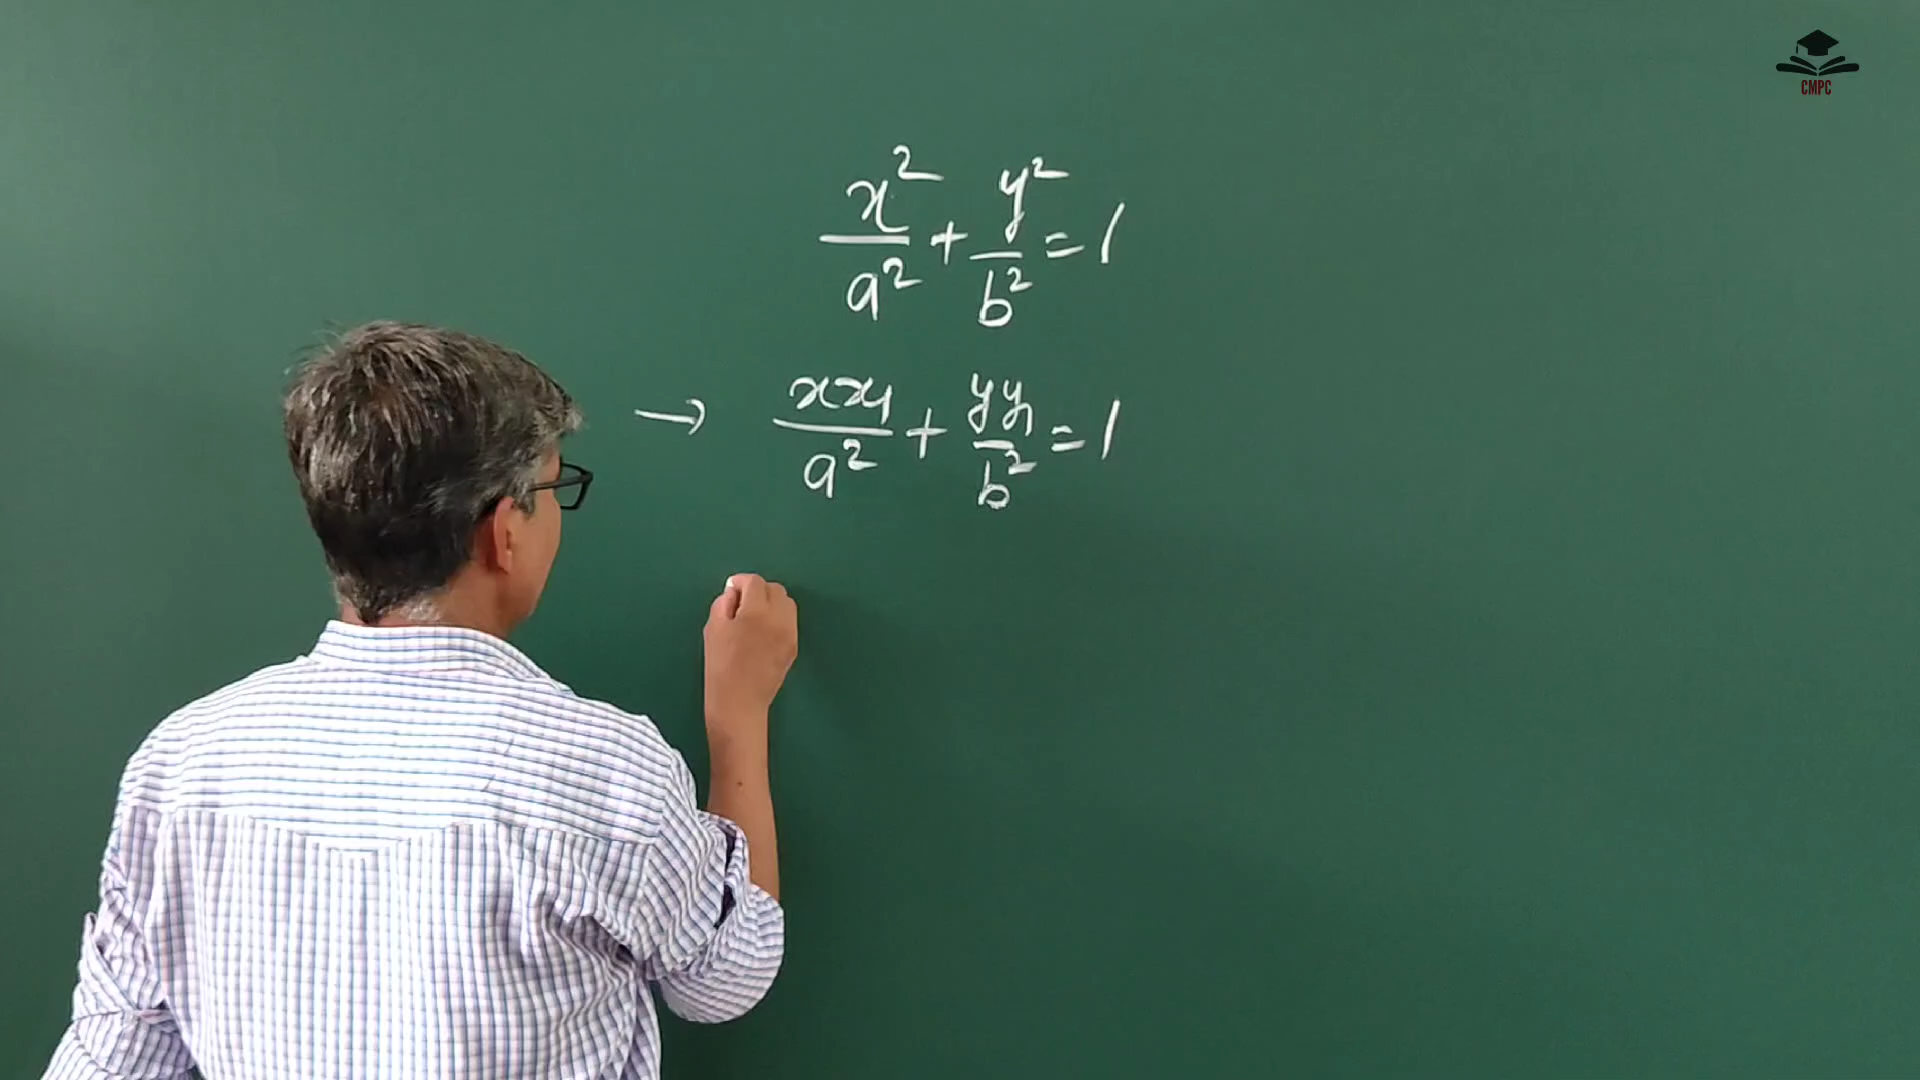 CMPC
x²/a² + y²/b² = 1
→ xx₁/a² + yy₁/b² = 1